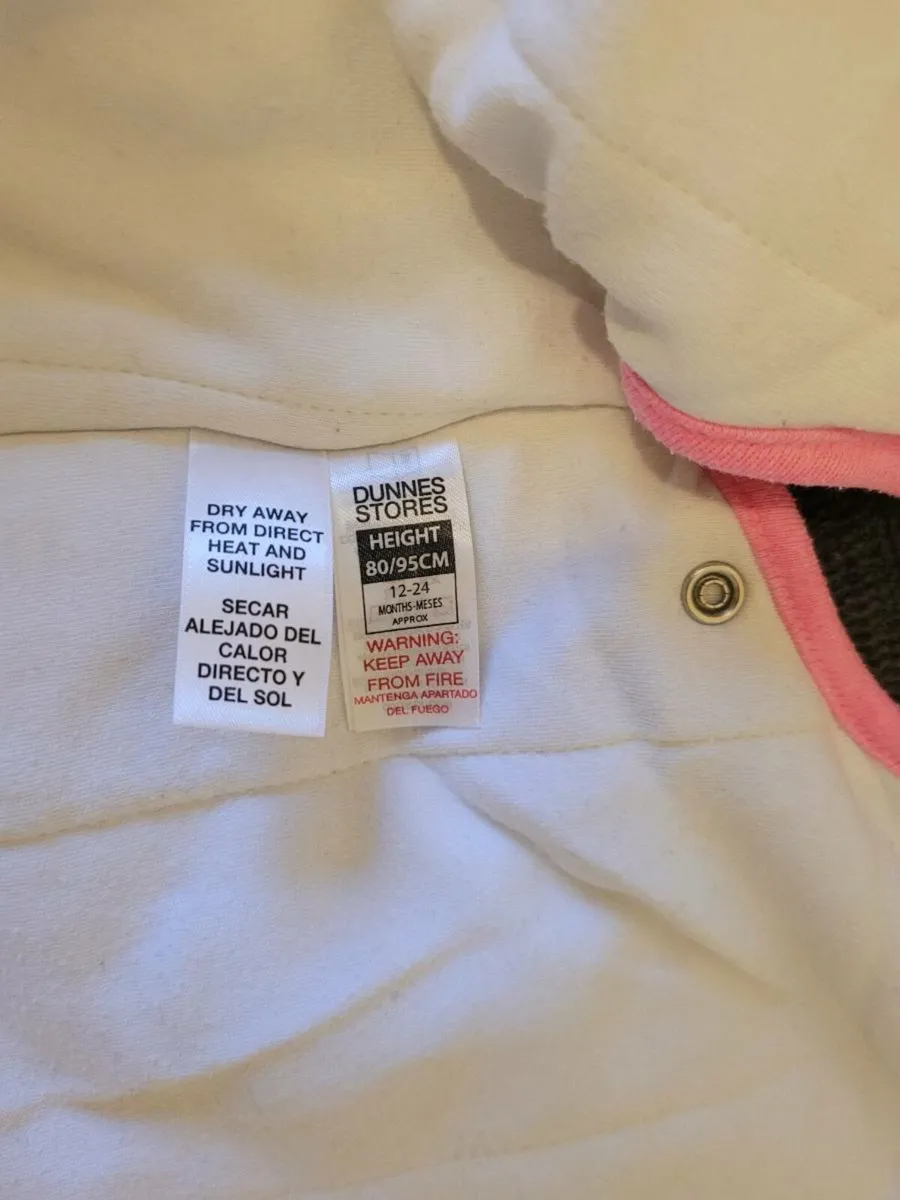 DRY AWAY
FROM DIRECT
HEAT AND
SUNLIGHT
SECAR
ALEJADO DEL
CALOR
DIRECTO Y
DEL SOL
DUNNES
STORES
HEIGHT
80/95CM
12-24
MONTHS-MESES
APPROX
WARNING:
KEEP AWAY
FROM FIRE
MANTENGA APARTADO
DEL FUEGO